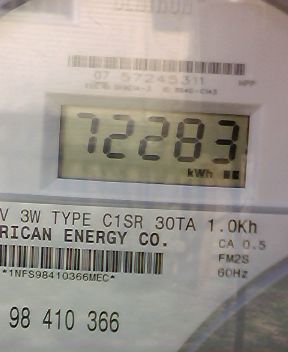 CENTRON
07 57245311
72283
kWh
V 3W TYPE C1SR 30TA 1.0Kh
RICAN ENERGY CO.
CA 0.5
*1NFS98410366MEC*
FM2S
60Hz
98 410 366